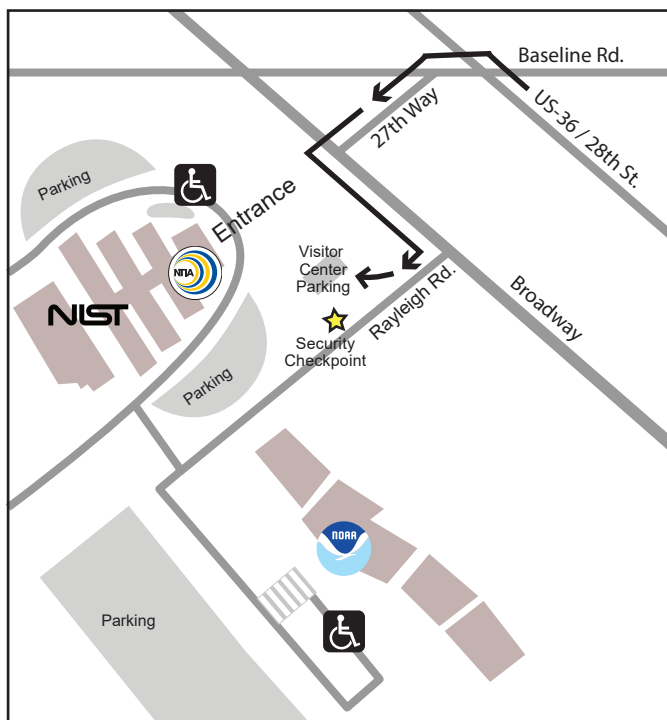 Baseline Rd.
US-36 / 28th St.
27th Way
Parking
Entrance
NTIA
NIST
Visitor
Center
Parking
Rayleigh Rd.
Broadway
Security
Checkpoint
Parking
NOAA
Parking